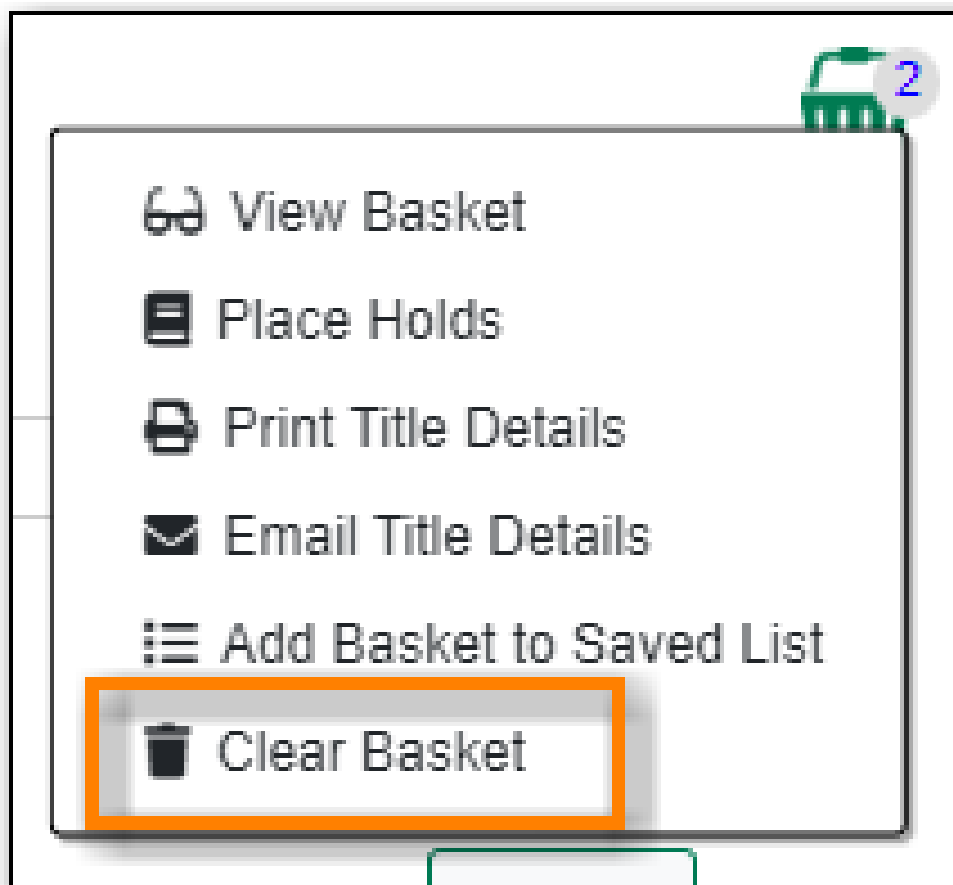 2
View Basket
Place Holds
Print Title Details
Email Title Details
Add Basket to Saved List
Clear Basket